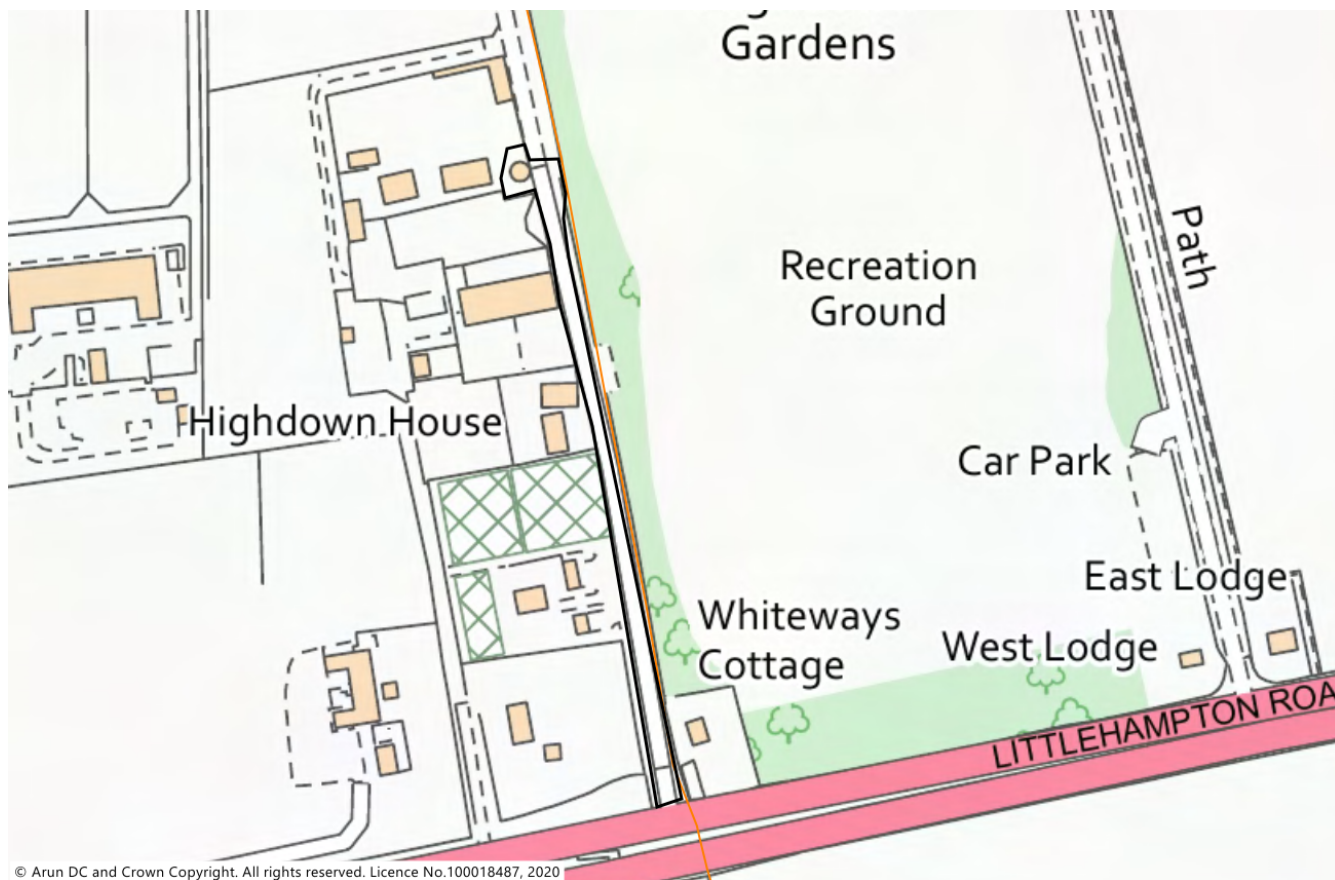 Gardens
Path
Recreation
Ground
Highdown House
Car Park
East Lodge
Whiteways
Cottage
West Lodge
LITTLEHAMPTON ROA
© Arun DC and Crown Copyright. All rights reserved. Licence No.100018487, 2020